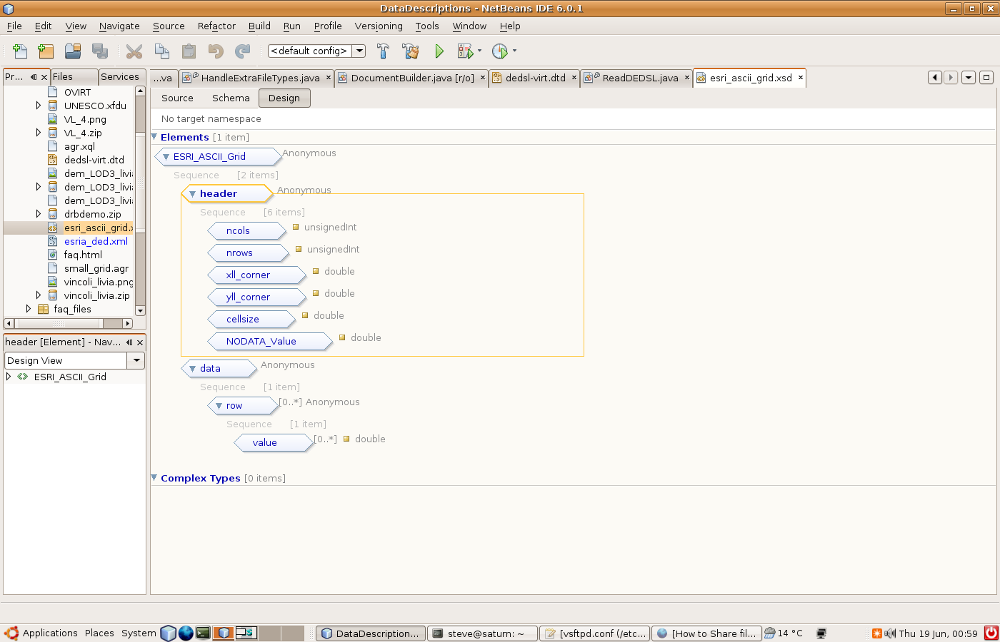 DataDescriptions - NetBeans IDE 6.0.1
File Edit View Navigate Source Refactor Build Run Profile Versioning Tools Window Help
<default config>
Pr... Files Services
...va HandleExtraFileTypes.java DocumentBuilder.java [r/o] dedsl-virt.dtd ReadDEDSL.java esri_ascii_grid.xsd
OVIRT
UNESCO.xfdu
VL_4.png
VL_4.zip
agr.xql
dedsl-virt.dtd
dem_LOD3_livi
dem_LOD3_livi
dem_LOD3_livi
drbdemo.zip
esri_ascii_grid.x
esria_ded.xml
faq.html
small_grid.agr
vincoli_livia.png
vincoli_livia.zip
faq_files
header [Element] - Nav...
Design View
ESRI_ASCII_Grid
Source Schema Design
No target namespace
Elements [1 item]
ESRI_ASCII_Grid Anonymous
Sequence [2 items]
header Anonymous
Sequence [6 items]
ncols unsignedInt
nrows unsignedInt
xll_corner double
yll_corner double
cellsize double
NODATA_Value double
data Anonymous
Sequence [1 item]
row [0..*] Anonymous
Sequence [1 item]
value [0..*] double
Complex Types [0 items]
Applications Places System DataDescription... steve@saturn: ~ [vsftpd.conf (/etc... [How to Share fil... 14 °C Thu 19 Jun, 00:59